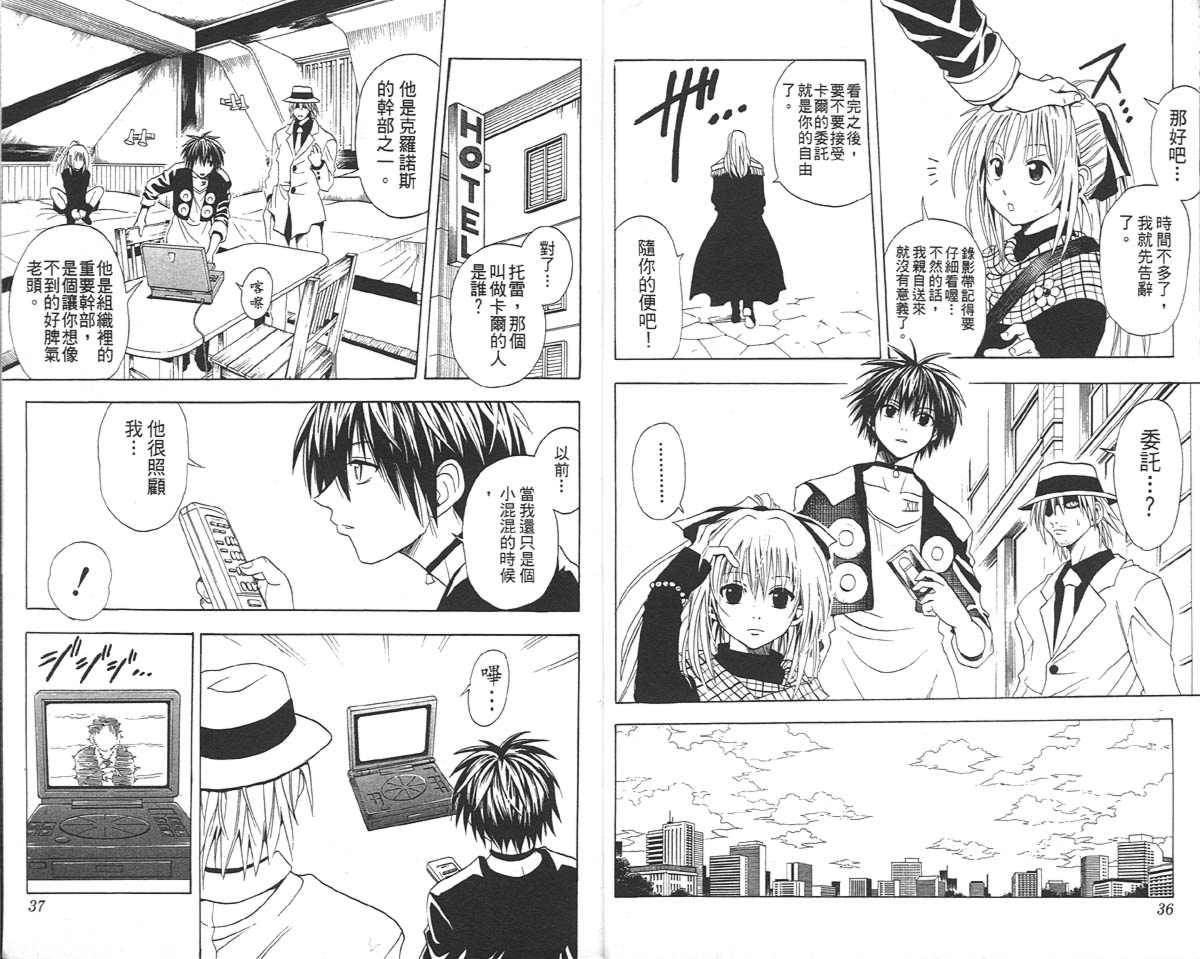 那好吧…
時間不多了，
我就先告辭
了。
ス…
錄影帶記得要
仔細看喔…
不然的話，
我親自送來
就沒有意義了。
看完之後，
要不要接受
卡爾的委託
就是你的自由
了。
ザザ…
隨你的便吧！
委託…？
…………
36
HOTEL
對了…
托雷，那個
叫做卡爾的人
是誰？
他是克羅諾斯
的幹部之一。
喀嚓
他是組織裡的
重要幹部，
是個讓你想像
不到的好脾氣
老頭。
以前…
當我還只是個
小混混的時候
，
他很照顧
我…
！
嗶…
ジジジ…
37